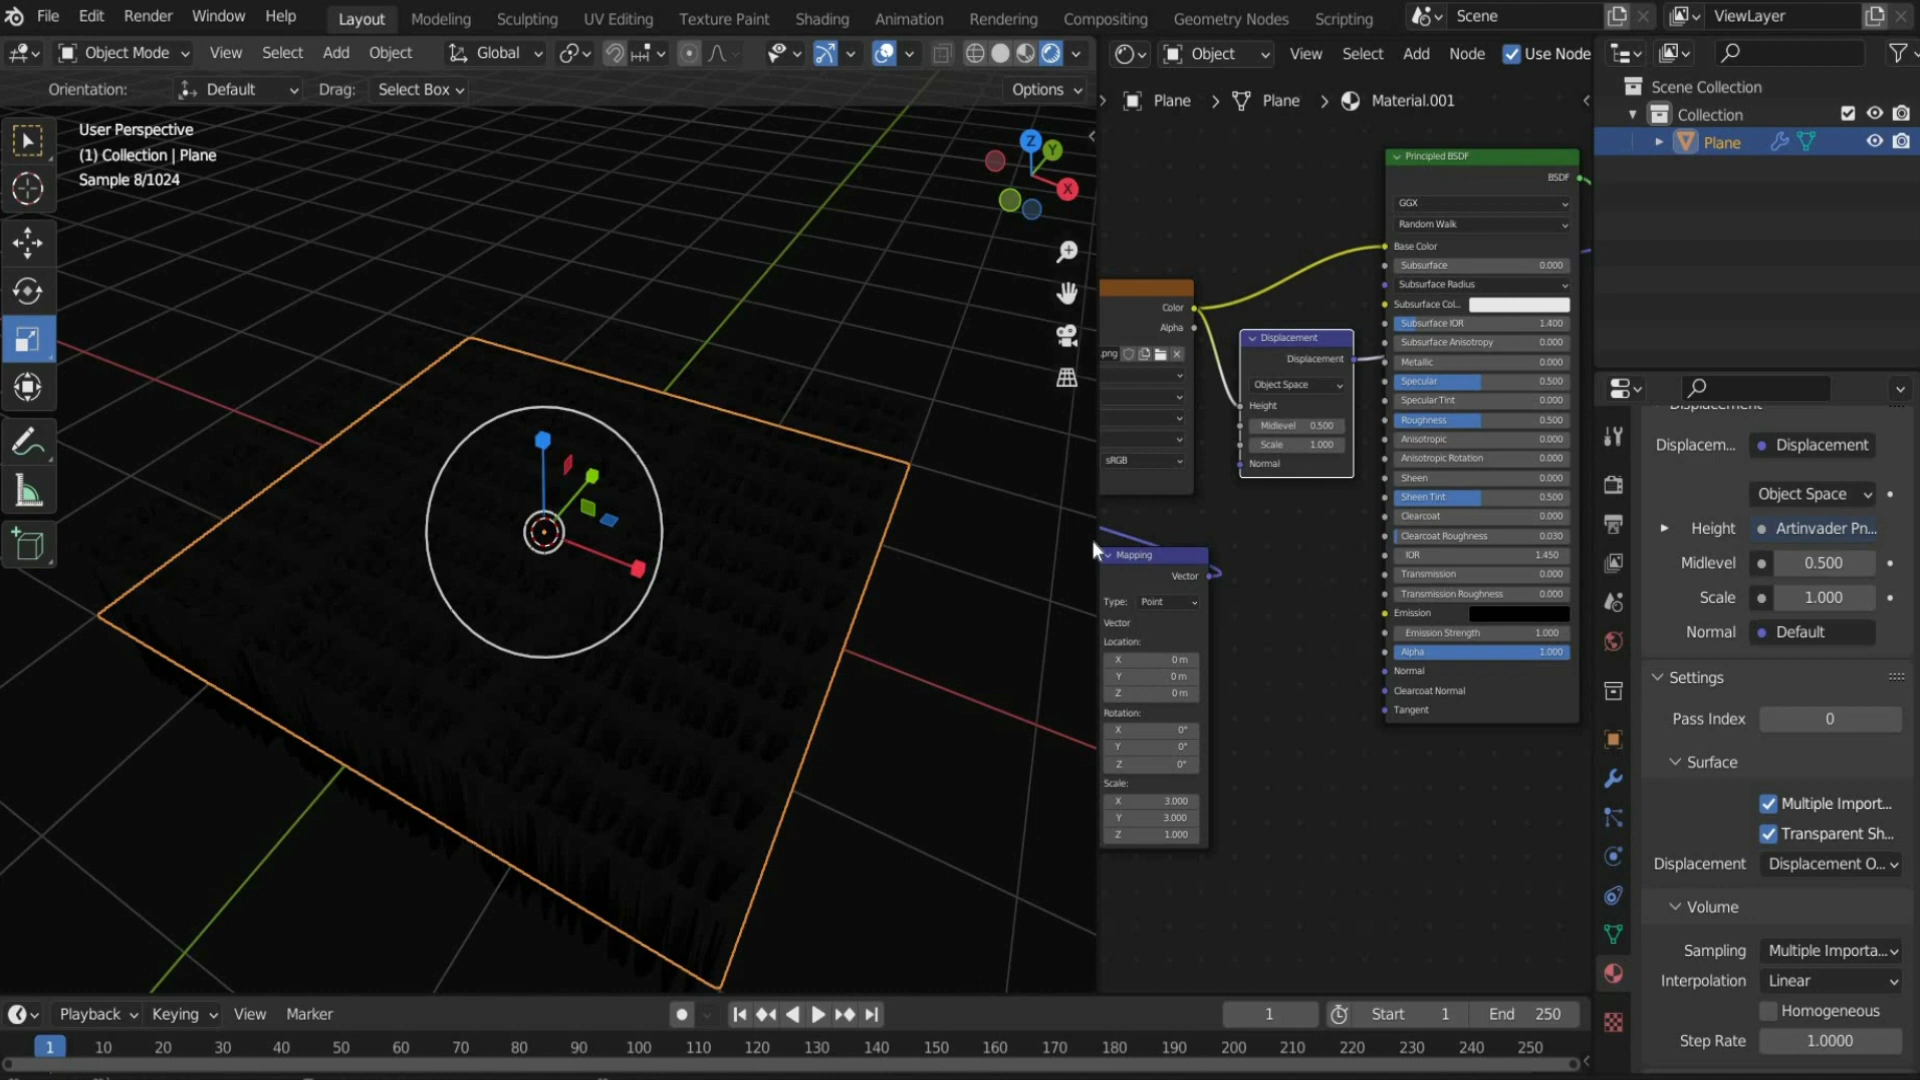 File Edit Render Window Help Layout Modeling Sculpting UV Editing Texture Paint Shading Animation Rendering Compositing Geometry Nodes Scripting Scene ViewLayer
Object Mode View Select Add Object Global Object View Select Add Node Use Node
Orientation: Default Drag: Select Box Options
Plane > Plane > Material.001
Scene Collection
Collection
Plane
User Perspective
(1) Collection | Plane
Sample 8/1024
Z
Y
X
Color
Alpha
.png
sRGB
Displacement
Displacement
Object Space
Height
Midlevel 0.500
Scale 1.000
Normal
Mapping
Vector
Type: Point
Vector
Location:
X 0 m
Y 0 m
Z 0 m
Rotation:
X 0°
Y 0°
Z 0°
Scale:
X 3.000
Y 3.000
Z 1.000
Principled BSDF
BSDF
GGX
Random Walk
Base Color
Subsurface 0.000
Subsurface Radius
Subsurface Col...
Subsurface IOR 1.400
Subsurface Anisotropy 0.000
Metallic 0.000
Specular 0.500
Specular Tint 0.000
Roughness 0.500
Anisotropic 0.000
Anisotropic Rotation 0.000
Sheen 0.000
Sheen Tint 0.500
Clearcoat 0.000
Clearcoat Roughness 0.030
IOR 1.450
Transmission 0.000
Transmission Roughness 0.000
Emission
Emission Strength 1.000
Alpha 1.000
Normal
Clearcoat Normal
Tangent
Displacement
Displacem... Displacement
Object Space
Height Artinvader Pn...
Midlevel 0.500
Scale 1.000
Normal Default
Settings
Pass Index 0
Surface
Multiple Import...
Transparent Sh...
Displacement Displacement O...
Volume
Sampling Multiple Importa...
Interpolation Linear
Homogeneous
Step Rate 1.0000
Playback Keying View Marker 1 Start 1 End 250
1 10 20 30 40 50 60 70 80 90 100 110 120 130 140 150 160 170 180 190 200 210 220 230 240 250